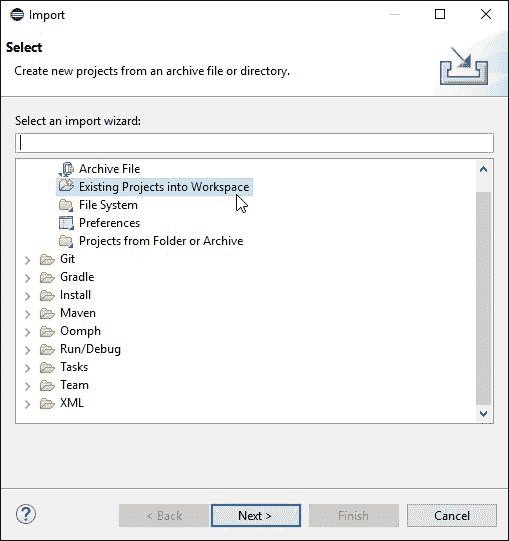 Import
Select
Create new projects from an archive file or directory.
Select an import wizard:
Archive File
Existing Projects into Workspace
File System
Preferences
Projects from Folder or Archive
Git
Gradle
Install
Maven
Oomph
Run/Debug
Tasks
Team
XML
? < Back Next > Finish Cancel